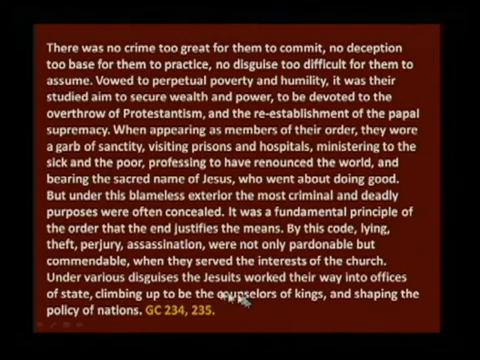 There was no crime too great for them to commit, no deception
too base for them to practice, no disguise too difficult for them to
assume. Vowed to perpetual poverty and humility, it was their
studied aim to secure wealth and power, to be devoted to the
overthrow of Protestantism, and the re-establishment of the papal
supremacy. When appearing as members of their order, they wore
a garb of sanctity, visiting prisons and hospitals, ministering to the
sick and the poor, professing to have renounced the world, and
bearing the sacred name of Jesus, who went about doing good.
But under this blameless exterior the most criminal and deadly
purposes were often concealed. It was a fundamental principle of
the order that the end justifies the means. By this code, lying,
theft, perjury, assassination, were not only pardonable but
commendable, when they served the interests of the church.
Under various disguises the Jesuits worked their way into offices
of state, climbing up to be the counselors of kings, and shaping the
policy of nations. GC 234, 235.